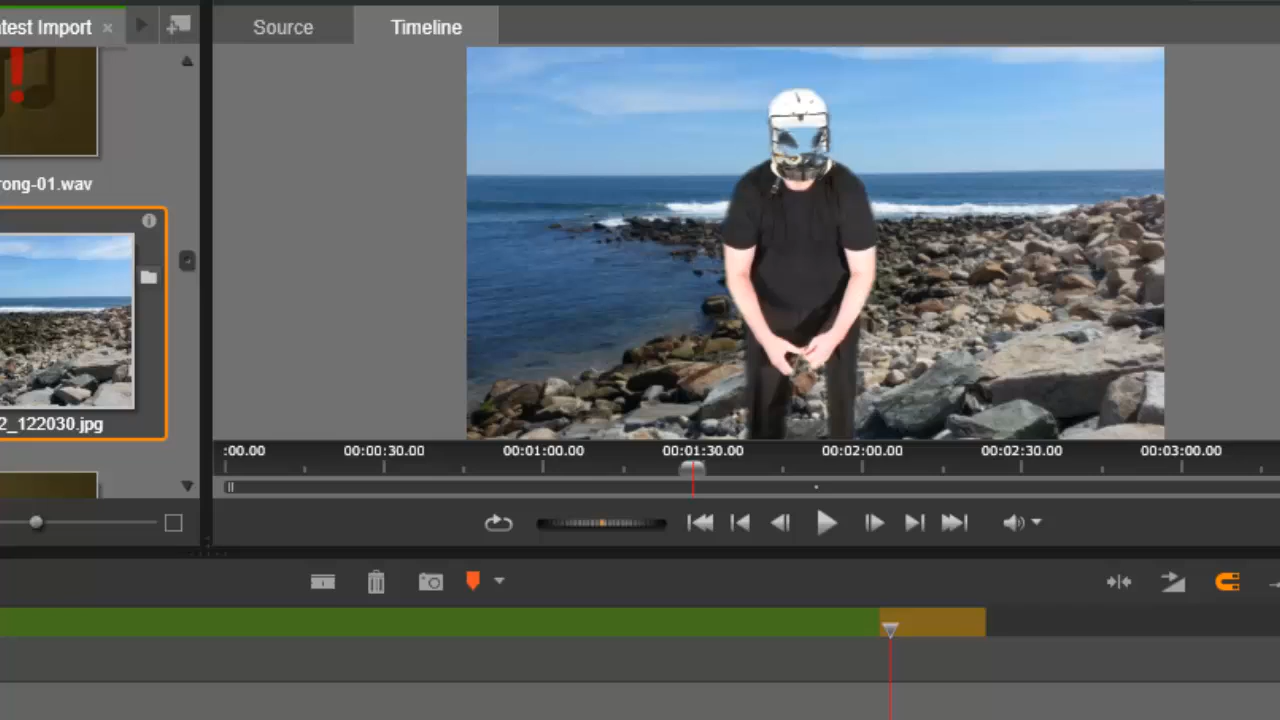 test Import
Source
Timeline
rong-01.wav
2_122030.jpg
:00.00
00:00:30.00
00:01:00.00
00:01:30.00
00:02:00.00
00:02:30.00
00:03:00.00